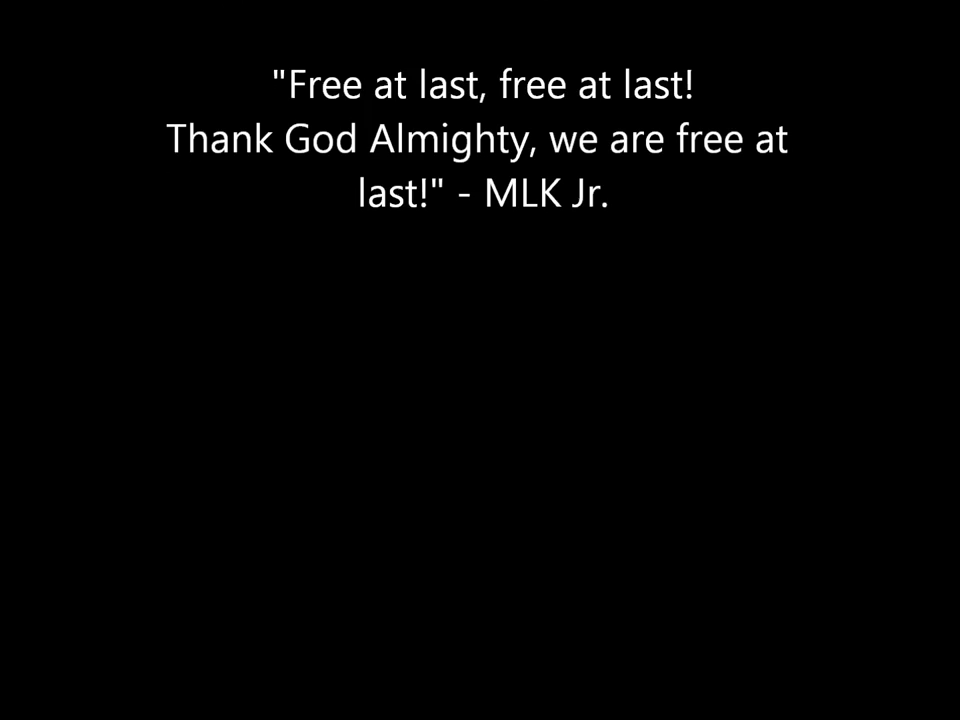 "Free at last, free at last!
Thank God Almighty, we are free at
last!" - MLK Jr.